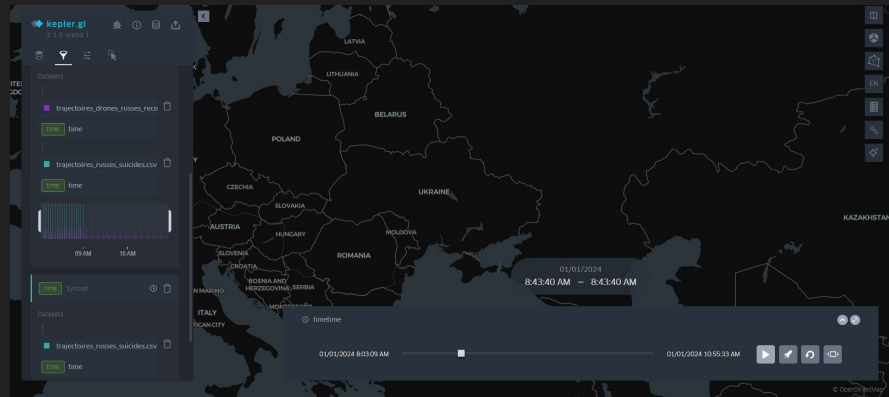 kepler.gl
3.1.0-alpha.1
Datasets
trajectoires_drones_russes_reco
time time
trajectoires_russes_suicides.csv
time time
09 AM 10 AM
time Synced
Datasets
trajectoires_russes_suicides.csv
time time
LATVIA
LITHUANIA
BELARUS
POLAND
CZECHIA
UKRAINE
SLOVAKIA
AUSTRIA
HUNGARY
MOLDOVA
SLOVENIA
ROMANIA
CROATIA
BOSNIA AND
HERZEGOVINA
SERBIA
N MARINO
ITALY
TICAN CITY
KAZAKHSTAN
EN
01/01/2024
8:43:40 AM – 8:43:40 AM
timetime
01/01/2024 8:03:09 AM
01/01/2024 10:55:33 AM
© OpenStreetMap